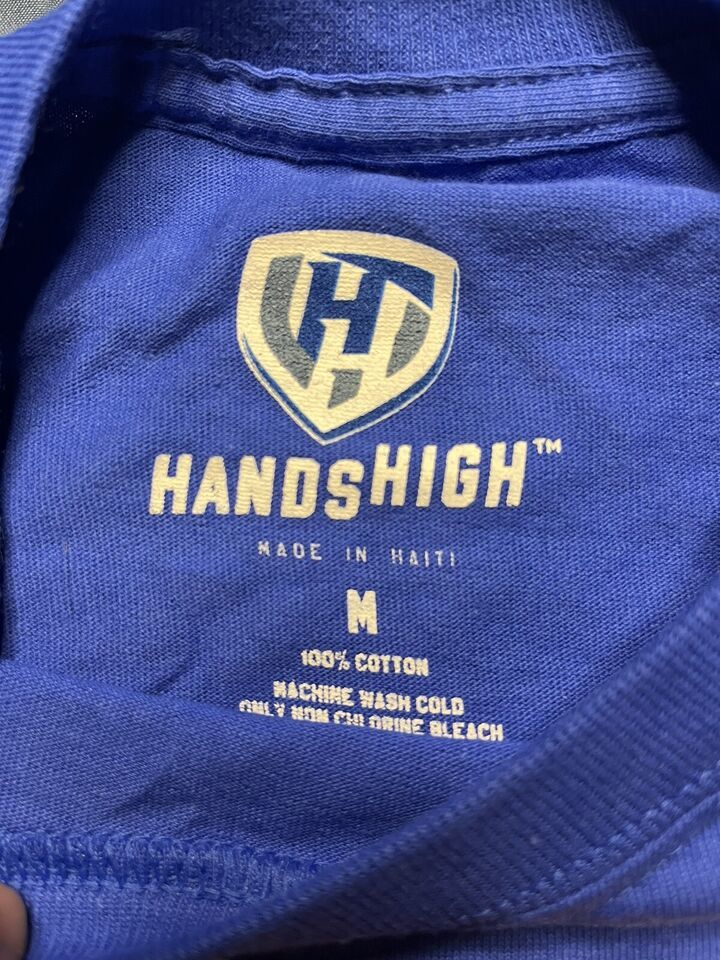 H
H
HANDSHIGH™
MADE IN HAITI
M
100% COTTON
MACHINE WASH COLD
ONLY NON CHLORINE BLEACH